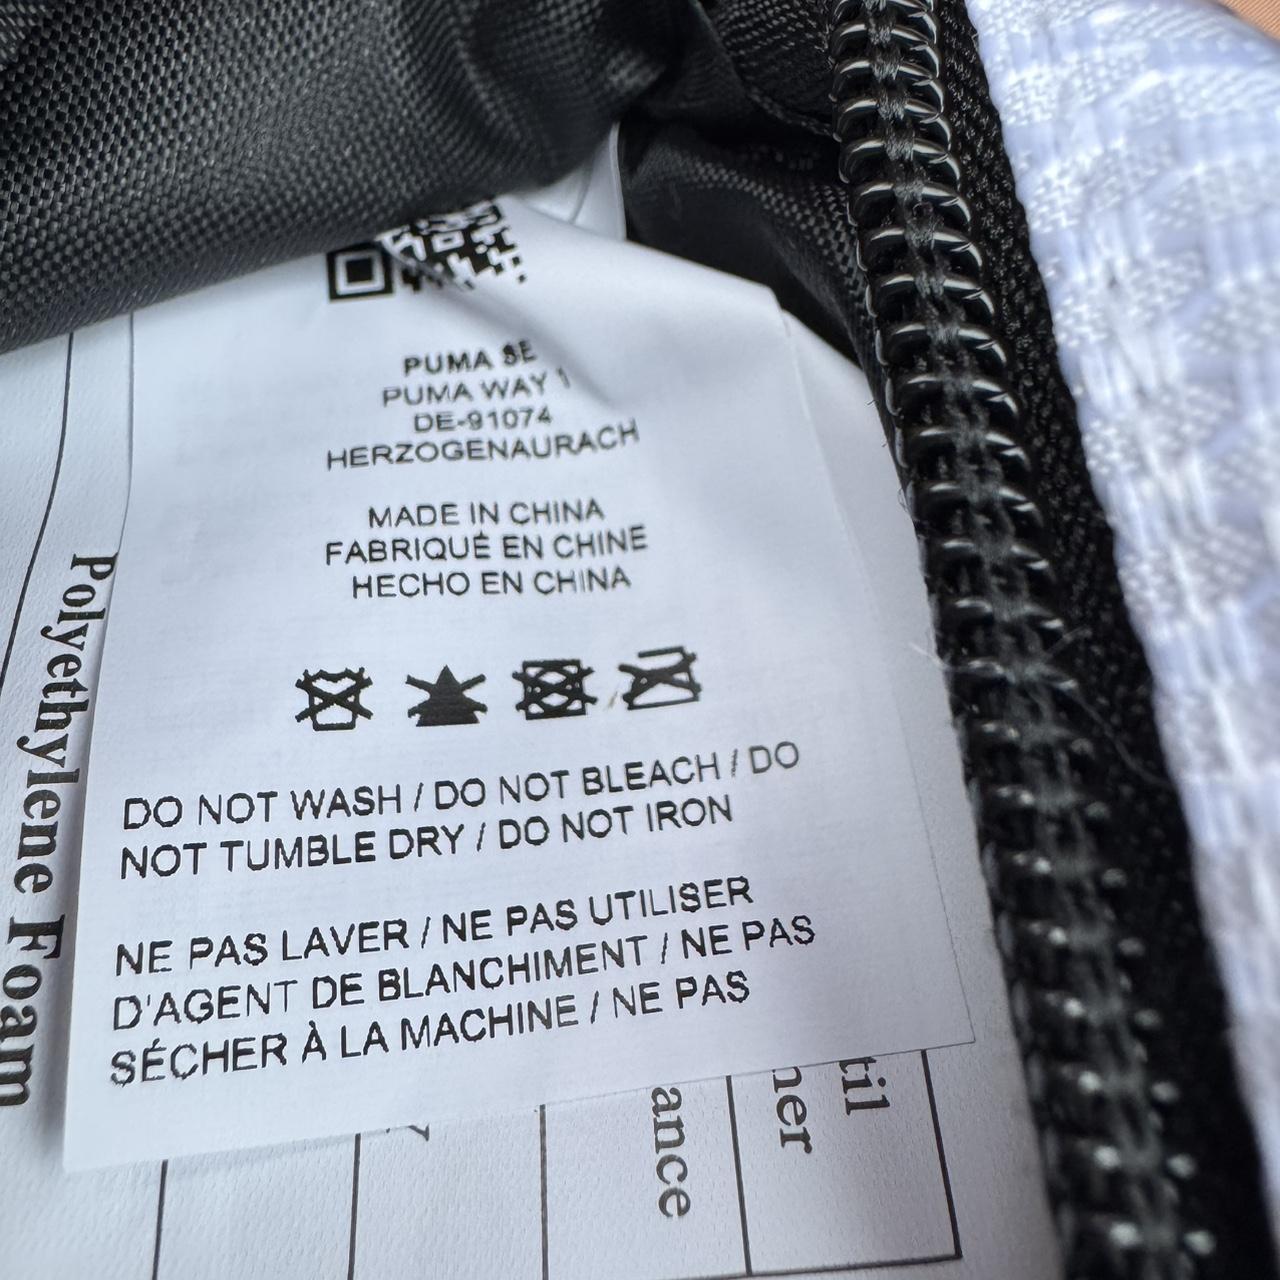 PUMA SE
PUMA WAY 1
DE-91074
HERZOGENAURACH
MADE IN CHINA
FABRIQUÉ EN CHINE
HECHO EN CHINA
DO NOT WASH / DO NOT BLEACH / DO
NOT TUMBLE DRY / DO NOT IRON
NE PAS LAVER / NE PAS UTILISER
D'AGENT DE BLANCHIMENT / NE PAS
SÉCHER À LA MACHINE / NE PAS
Polyethylene Foam